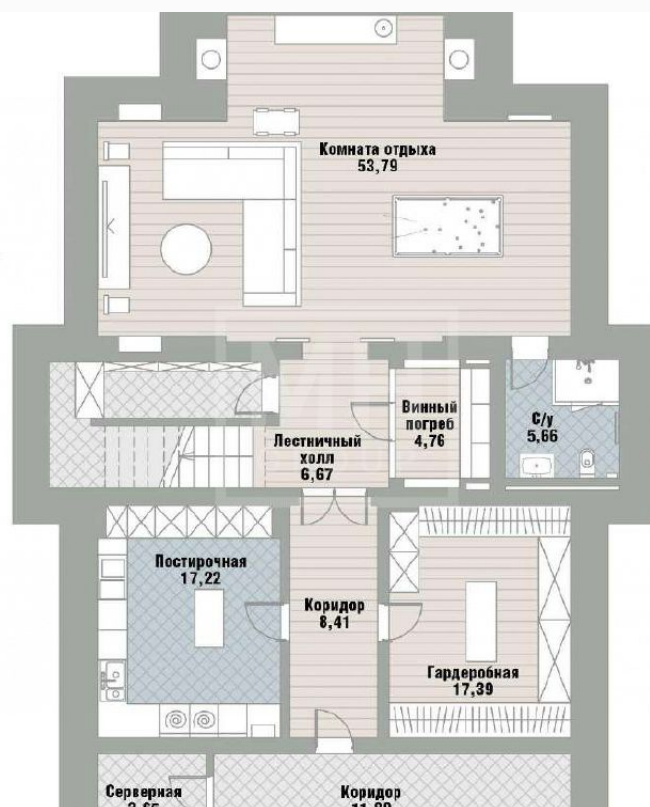 Комната отдыха
53,79
Винный
погреб
4,76
С/у
5,66
Лестничный
холл
6,67
Постирочная
17,22
Коридор
8,41
Гардеробная
17,39
Серверная
Коридор